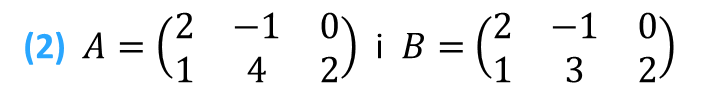 (2) A = (2 −1 0; 1 4 2) i B = (2 −1 0; 1 3 2)